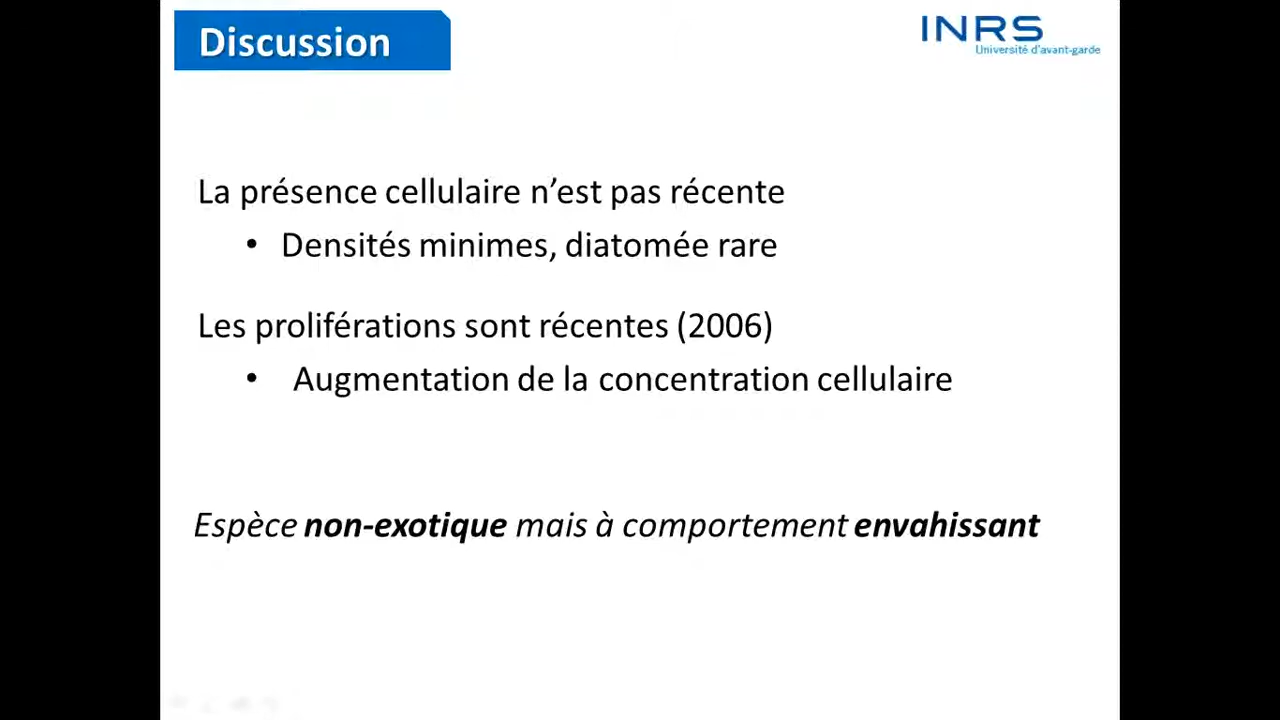 Discussion
INRS
Université d'avant-garde
La présence cellulaire n’est pas récente
• Densités minimes, diatomée rare
Les proliférations sont récentes (2006)
• Augmentation de la concentration cellulaire
Espèce non-exotique mais à comportement envahissant